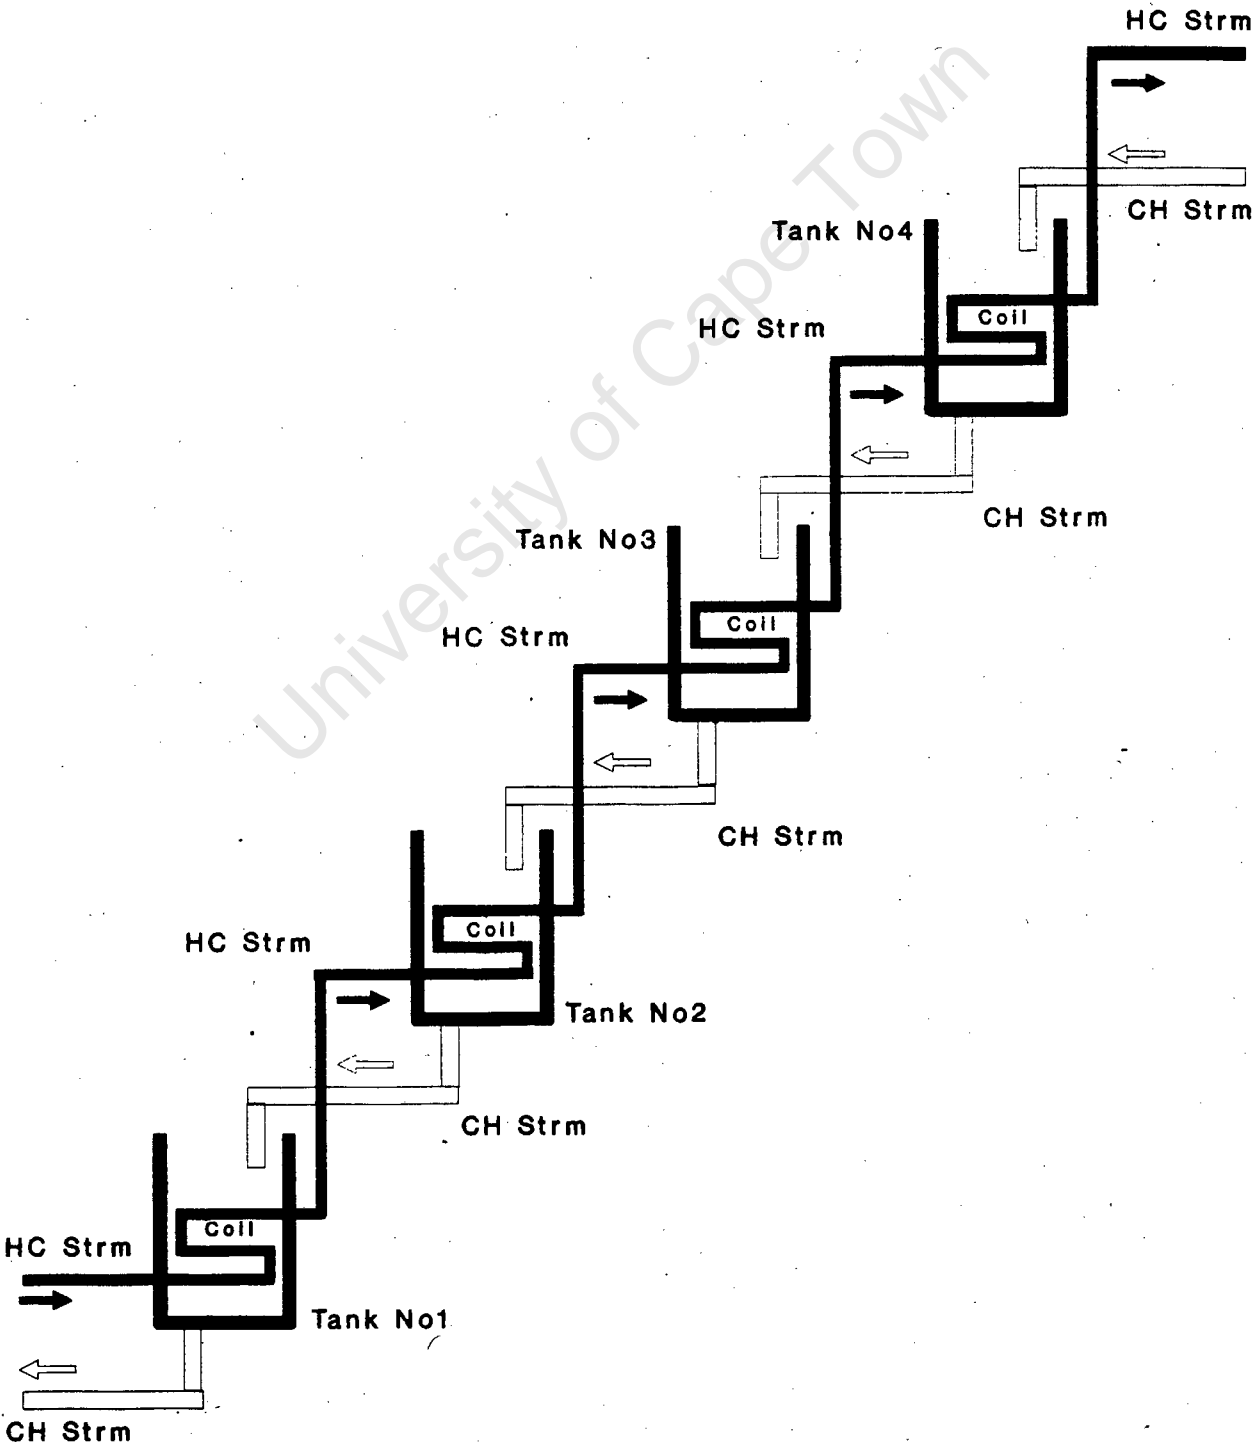 HC Strm
CH Strm
Tank No4
Coil
HC Strm
CH Strm
Tank No3
Coil
HC Strm
CH Strm
Coil
HC Strm
Tank No2
CH Strm
Coil
HC Strm
Tank No1
CH Strm
University of Cape Town